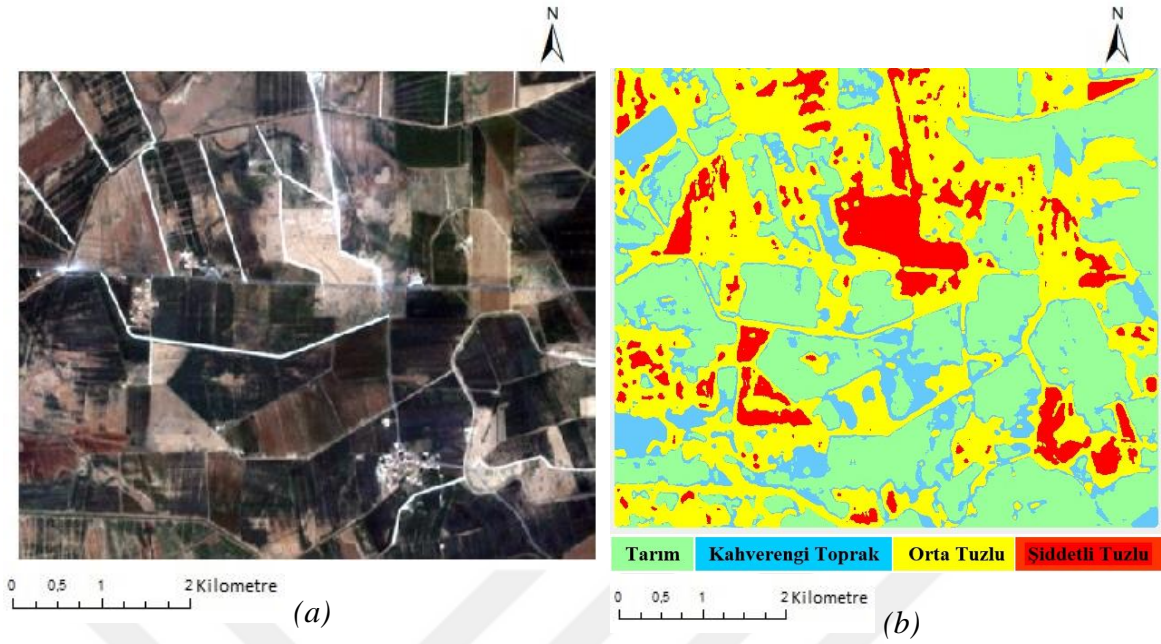 N
N
Tarım Kahverengi Toprak Orta Tuzlu Şiddetli Tuzlu
0 0,5 1 2 Kilometre
(a)
0 0,5 1 2 Kilometre
(b)